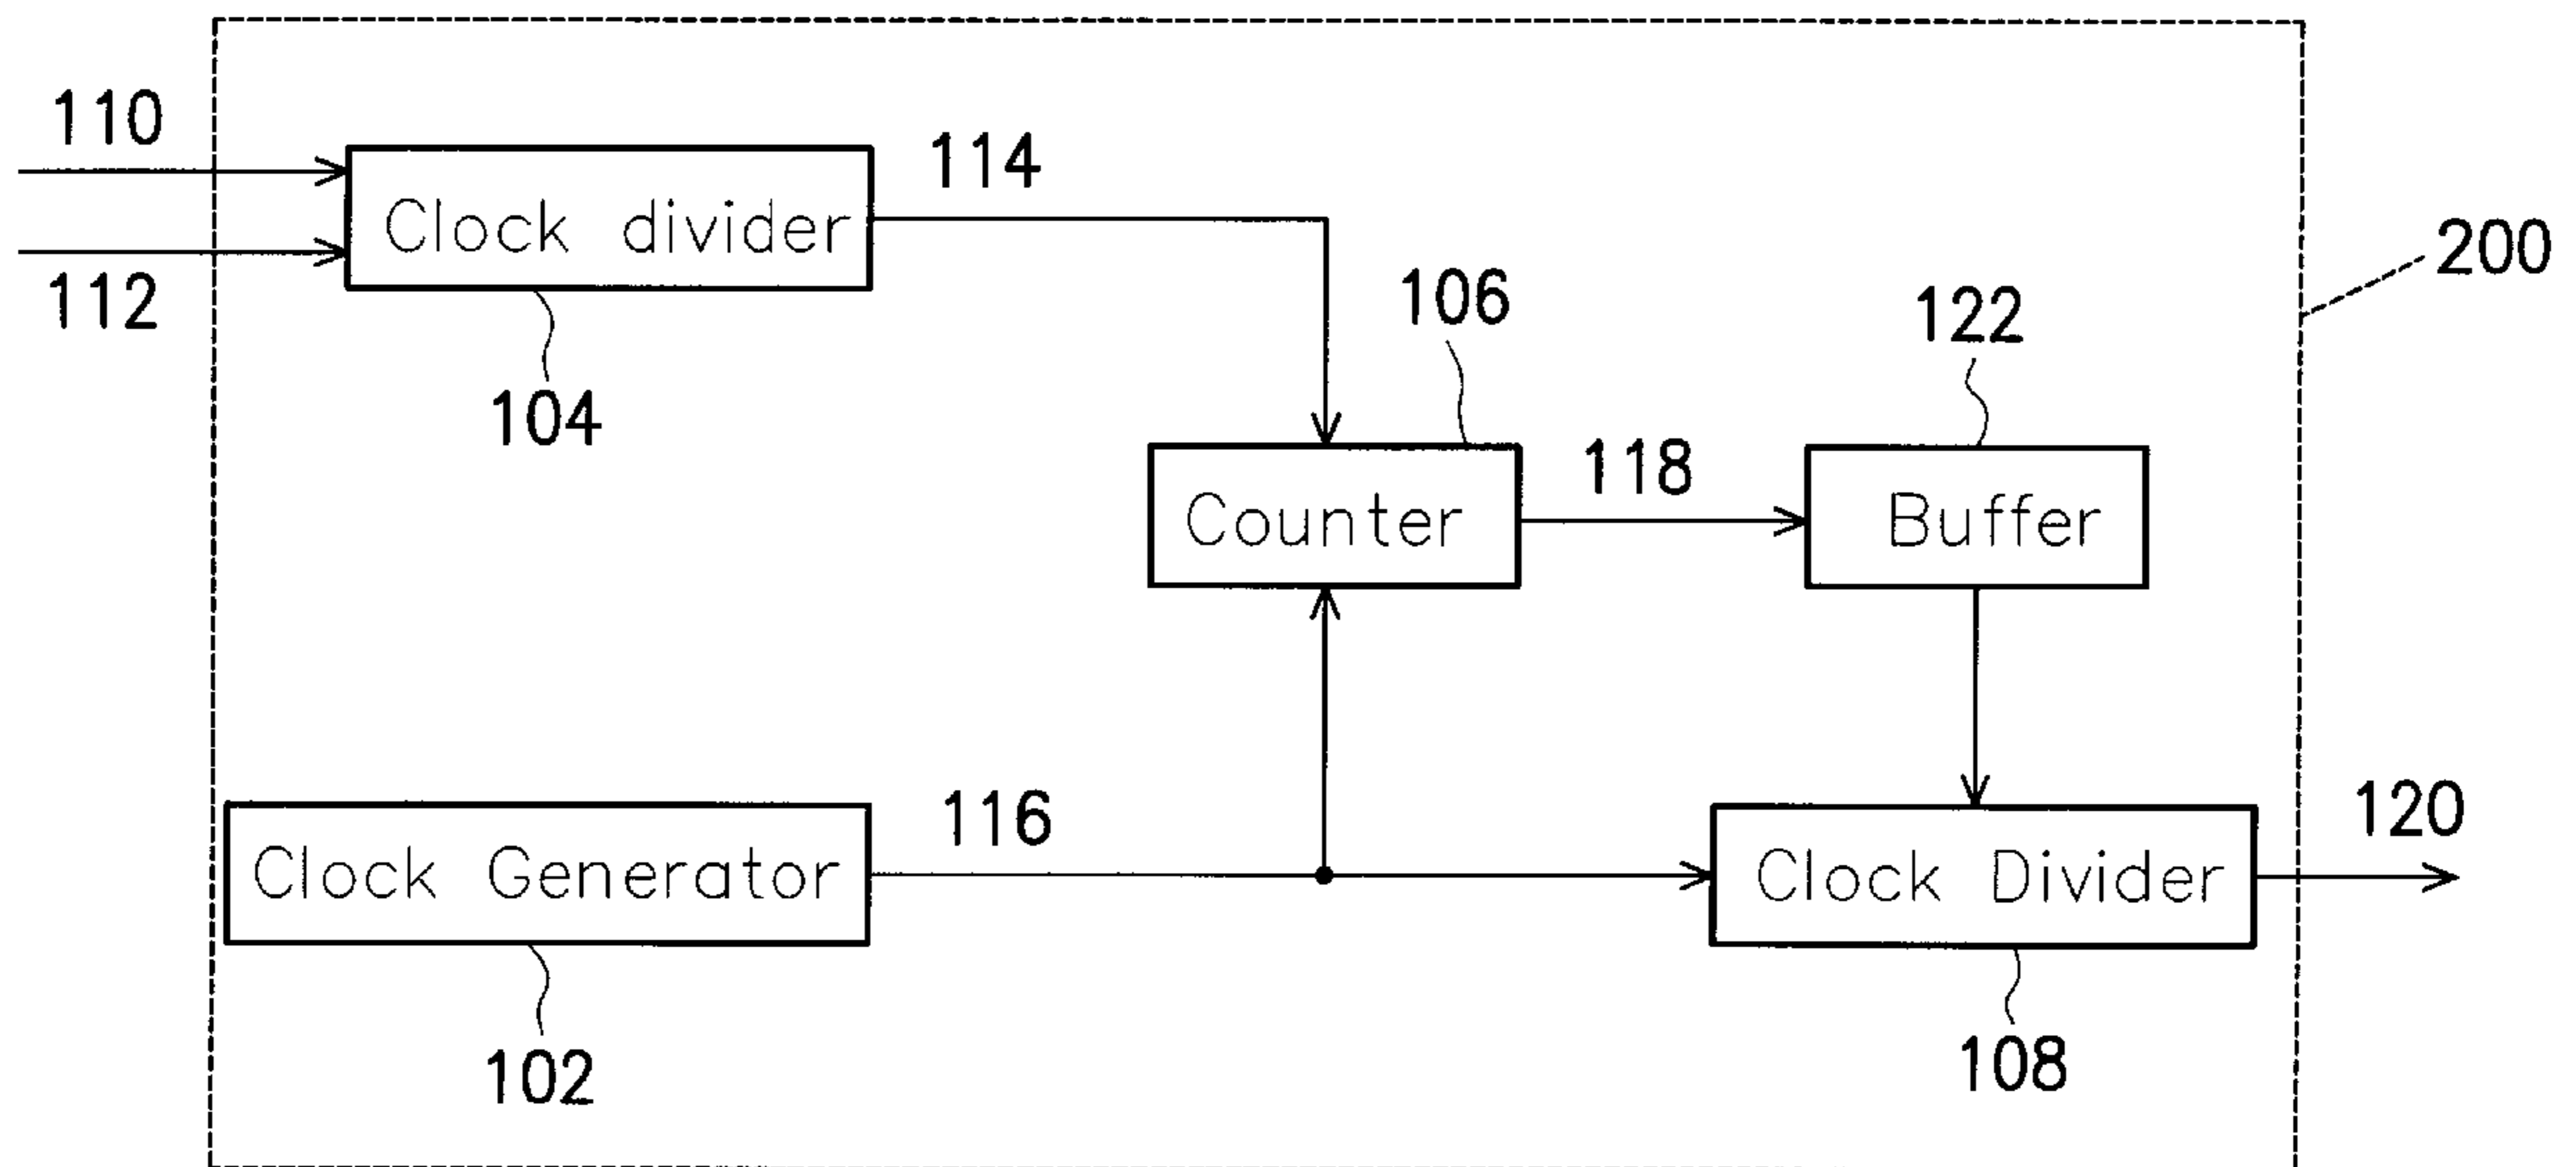 110
112
Clock divider
104
114
106
Counter
118
122
Buffer
200
Clock Generator
102
116
Clock Divider
108
120